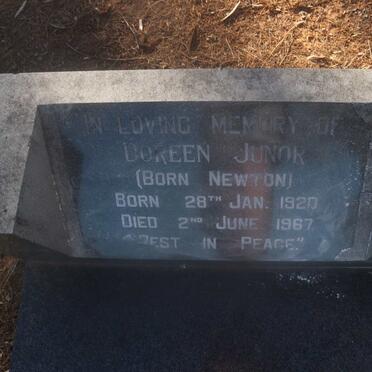 IN LOVING MEMORY OF
DOREEN JUNOR
(BORN NEWTON)
BORN 28TH JAN. 1920
DIED 2ND JUNE 1967
"REST IN PEACE"